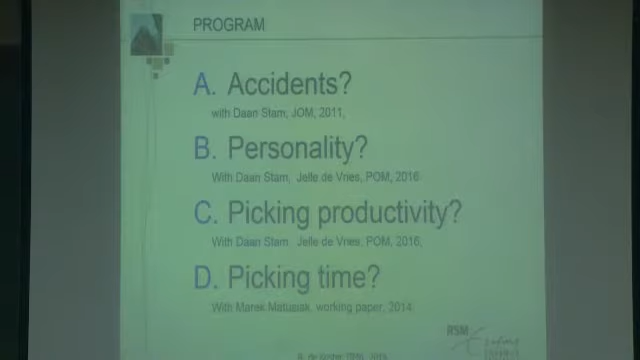 PROGRAM
A. Accidents?
with Daan Stam, JOM, 2011,
B. Personality?
With Daan Stam, Jelle de Vries, POM, 2016
C. Picking productivity?
With Daan Stam, Jelle de Vries, POM, 2016,
D. Picking time?
With Marek Matusiak, working paper, 2014
RSM